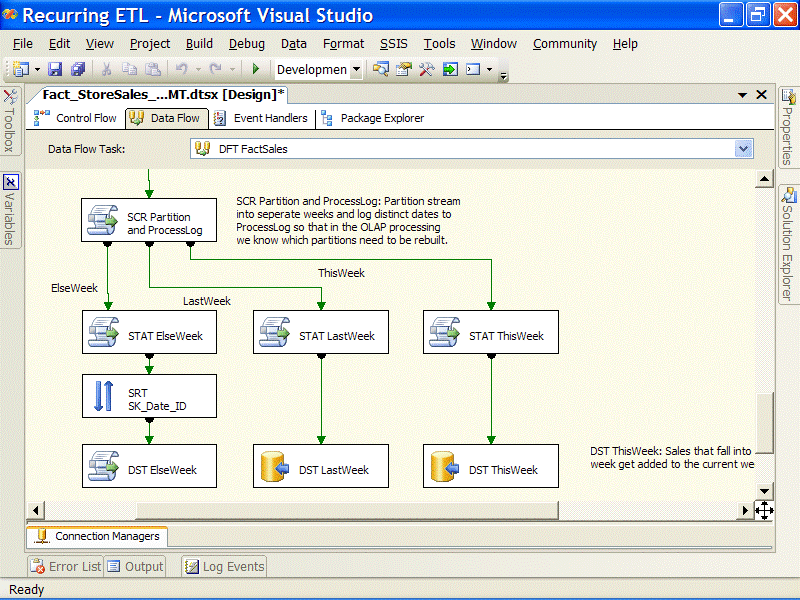 Recurring ETL - Microsoft Visual Studio
File Edit View Project Build Debug Data Format SSIS Tools Window Community Help
Developmen
Fact_StoreSales_...MT.dtsx [Design]*
Control Flow Data Flow Event Handlers Package Explorer
Data Flow Task: DFT FactSales
Toolbox
Variables
Properties
Solution Explorer
SCR Partition
and ProcessLog
SCR Partition and ProcessLog: Partition stream
into seperate weeks and log distinct dates to
ProcessLog so that in the OLAP processing
we know which partitions need to be rebuilt.
ThisWeek
ElseWeek
LastWeek
STAT ElseWeek
STAT LastWeek
STAT ThisWeek
SRT
SK_Date_ID
DST ElseWeek
DST LastWeek
DST ThisWeek
DST ThisWeek: Sales that fall into
week get added to the current we
Connection Managers
Error List Output Log Events
Ready